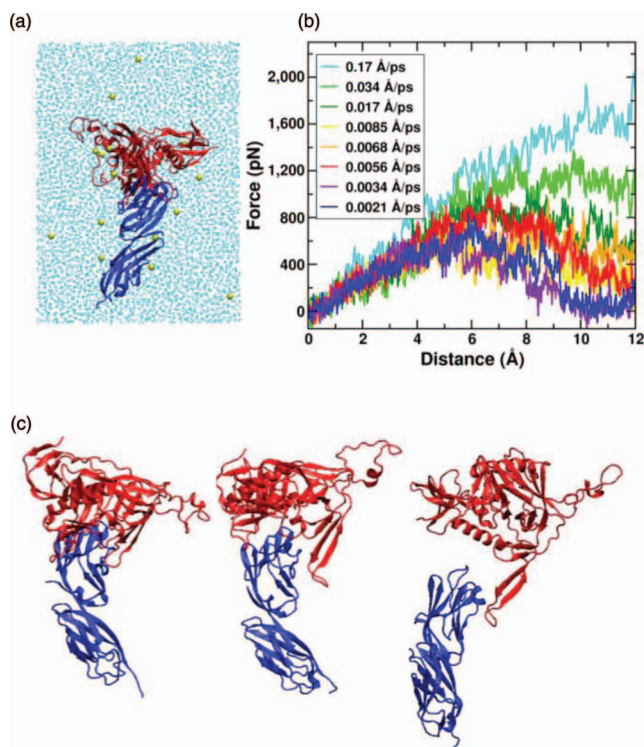 (a)
(b)
2,000
1,600
1,200
800
400
0
Force (pN)
0.17 Å/ps
0.034 Å/ps
0.017 Å/ps
0.0085 Å/ps
0.0068 Å/ps
0.0056 Å/ps
0.0034 Å/ps
0.0021 Å/ps
0 2 4 6 8 10 12
Distance (Å)
(c)